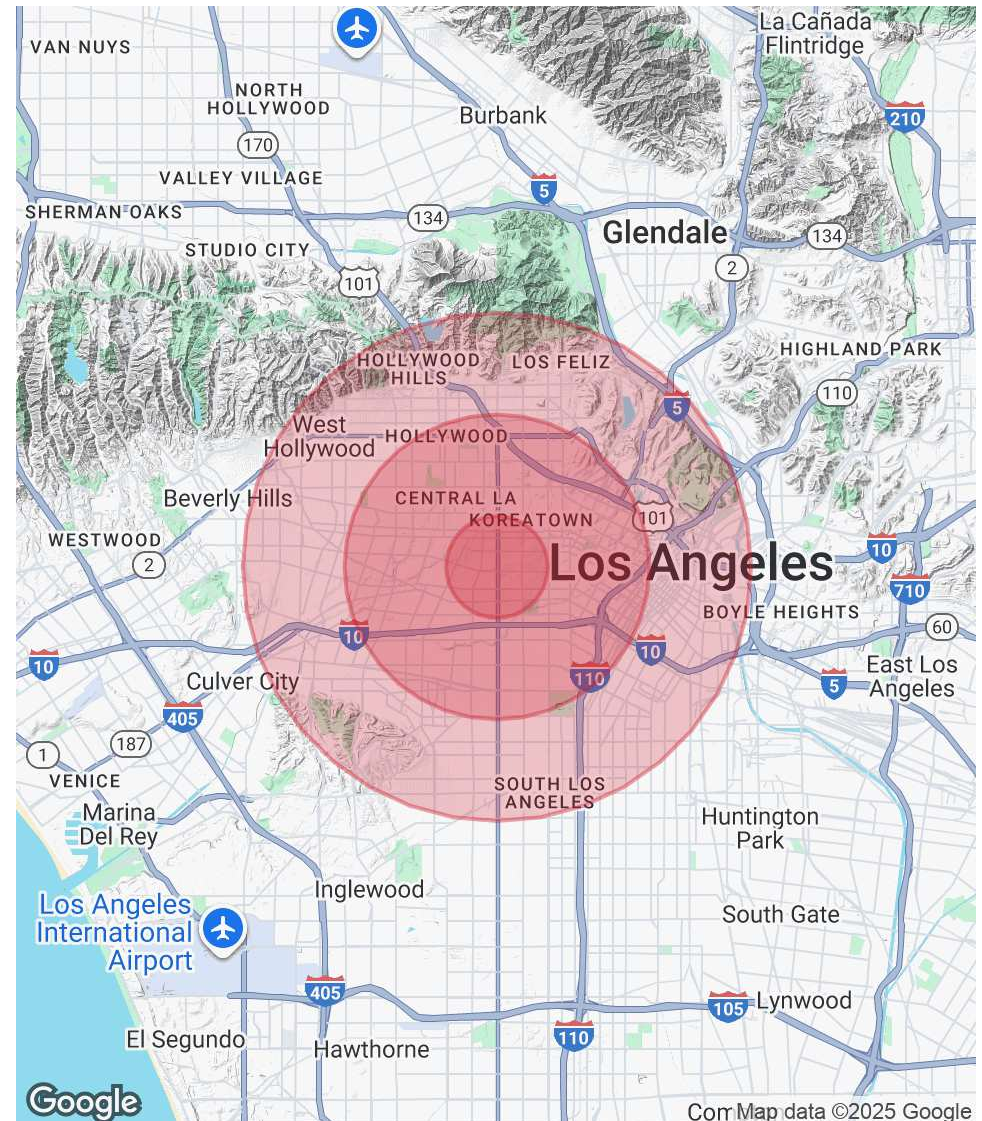 La Cañada
Flintridge
VAN NUYS
NORTH
HOLLYWOOD
Burbank
210
170
VALLEY VILLAGE
5
SHERMAN OAKS
134
Glendale
134
STUDIO CITY
2
101
HOLLYWOOD
HILLS
LOS FELIZ
HIGHLAND PARK
110
5
West
Hollywood
HOLLYWOOD
Beverly Hills
CENTRAL LA
KOREATOWN
101
WESTWOOD
2
Los Angeles
10
710
BOYLE HEIGHTS
60
10
10
10
East Los
Angeles
110
5
Culver City
405
187
1
VENICE
SOUTH LOS
ANGELES
Marina
Del Rey
Huntington
Park
Inglewood
Los Angeles
International
Airport
South Gate
405
105
Lynwood
110
El Segundo
Hawthorne
Google
Map data ©2025 Google